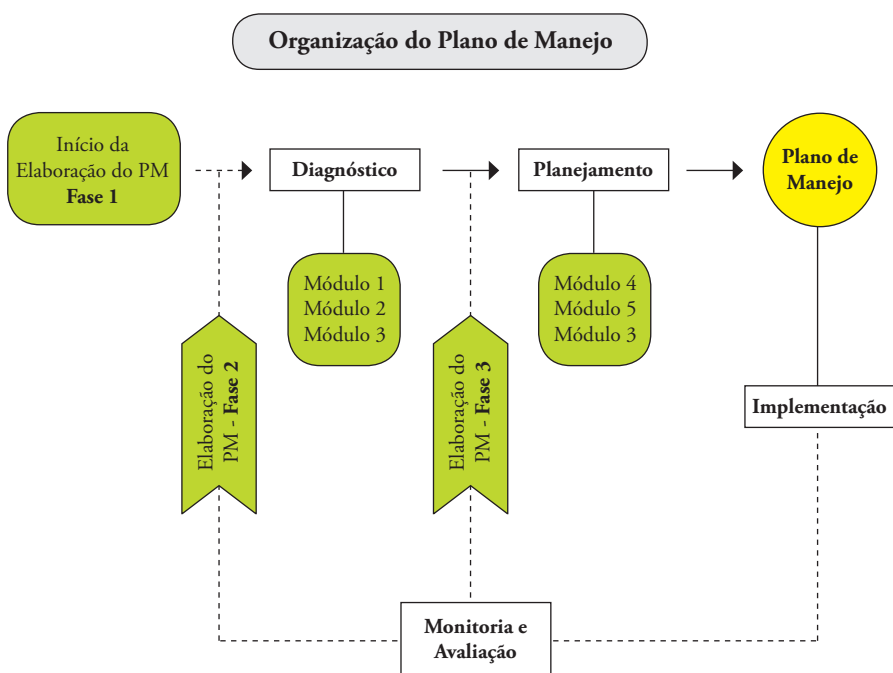 Organização do Plano de Manejo
Início da
Elaboração do PM
Fase 1
Diagnóstico
Planejamento
Plano de
Manejo
Módulo 1
Módulo 2
Módulo 3
Módulo 4
Módulo 5
Módulo 3
Elaboração do
PM - Fase 2
Elaboração do
PM - Fase 3
Implementação
Monitoria e
Avaliação